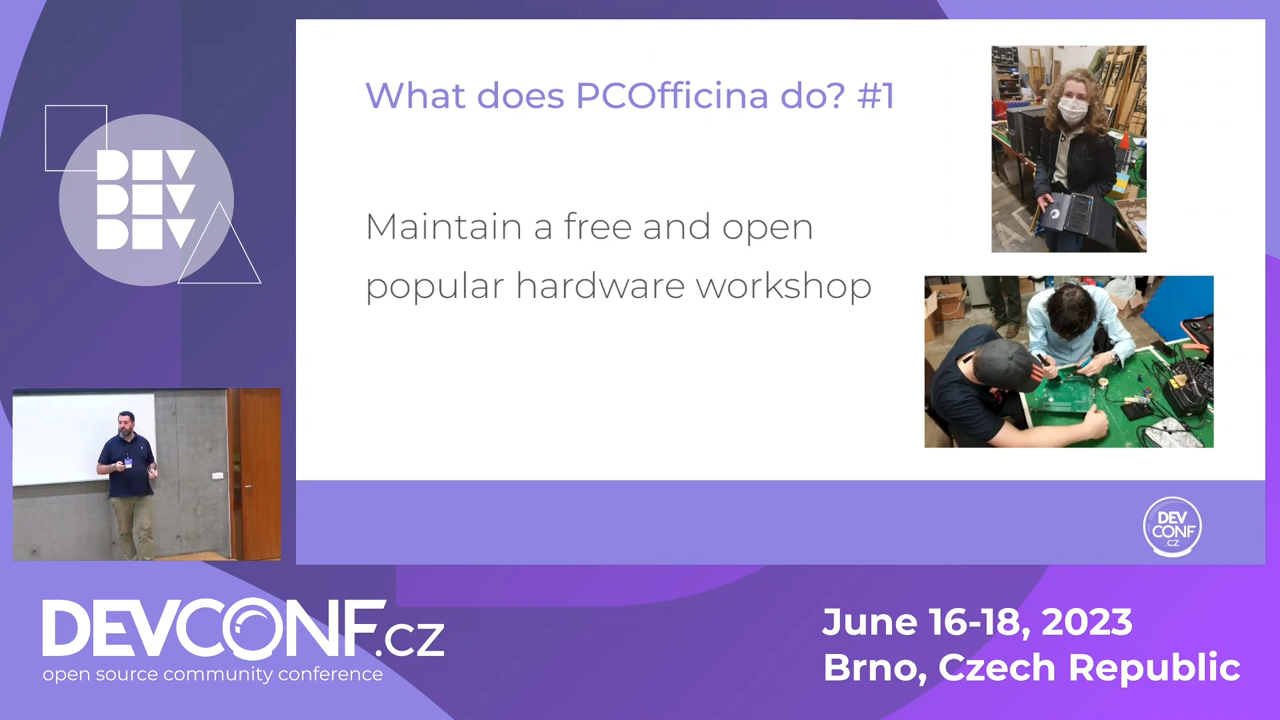 What does PCOfficina do? #1
Maintain a free and open
popular hardware workshop
DEV
DEV
DEV
DEV
CONF
.CZ
DEVCONF.CZ
open source community conference
June 16-18, 2023
Brno, Czech Republic